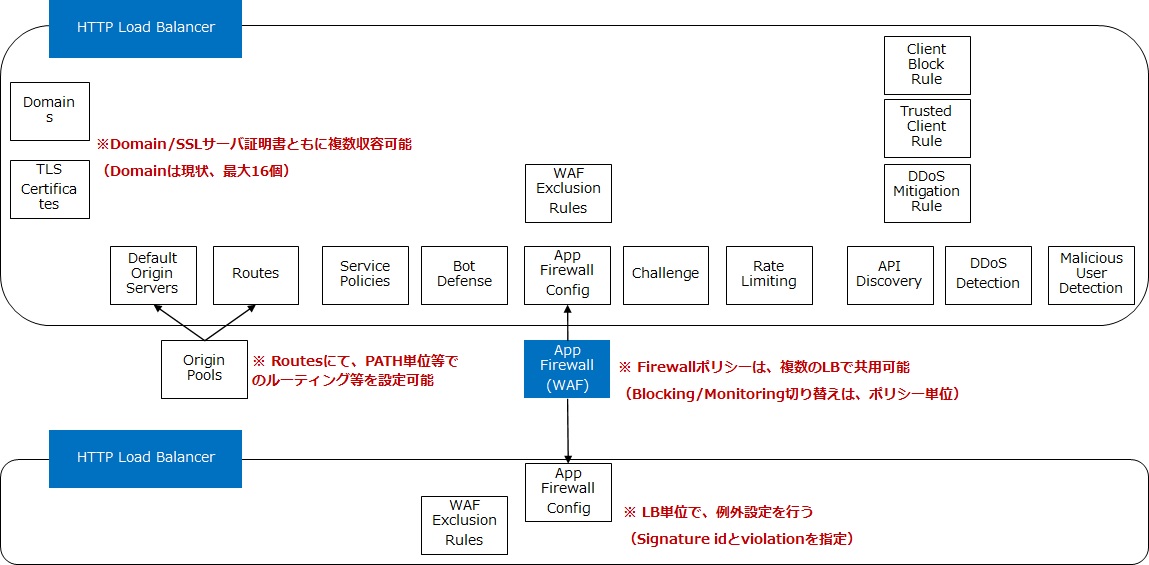 HTTP Load Balancer
Client
Block
Rule
Domain
s
Trusted
Client
Rule
※Domain/SSLサーバ証明書ともに複数収容可能
（Domainは現状、最大16個）
TLS
Certifica
tes
WAF
Exclusion
Rules
DDoS
Mitigation
Rule
Default
Origin
Servers
Routes
Service
Policies
Bot
Defense
App
Firewall
Config
Challenge
Rate
Limiting
API
Discovery
DDoS
Detection
Malicious
User
Detection
Origin
Pools
※ Routesにて、PATH単位等で
のルーティング等を設定可能
App
Firewall
(WAF)
※ Firewallポリシーは、複数のLBで共用可能
（Blocking/Monitoring切り替えは、ポリシー単位）
HTTP Load Balancer
App
Firewall
Config
WAF
Exclusion
Rules
※ LB単位で、例外設定を行う
（Signature idとviolationを指定）